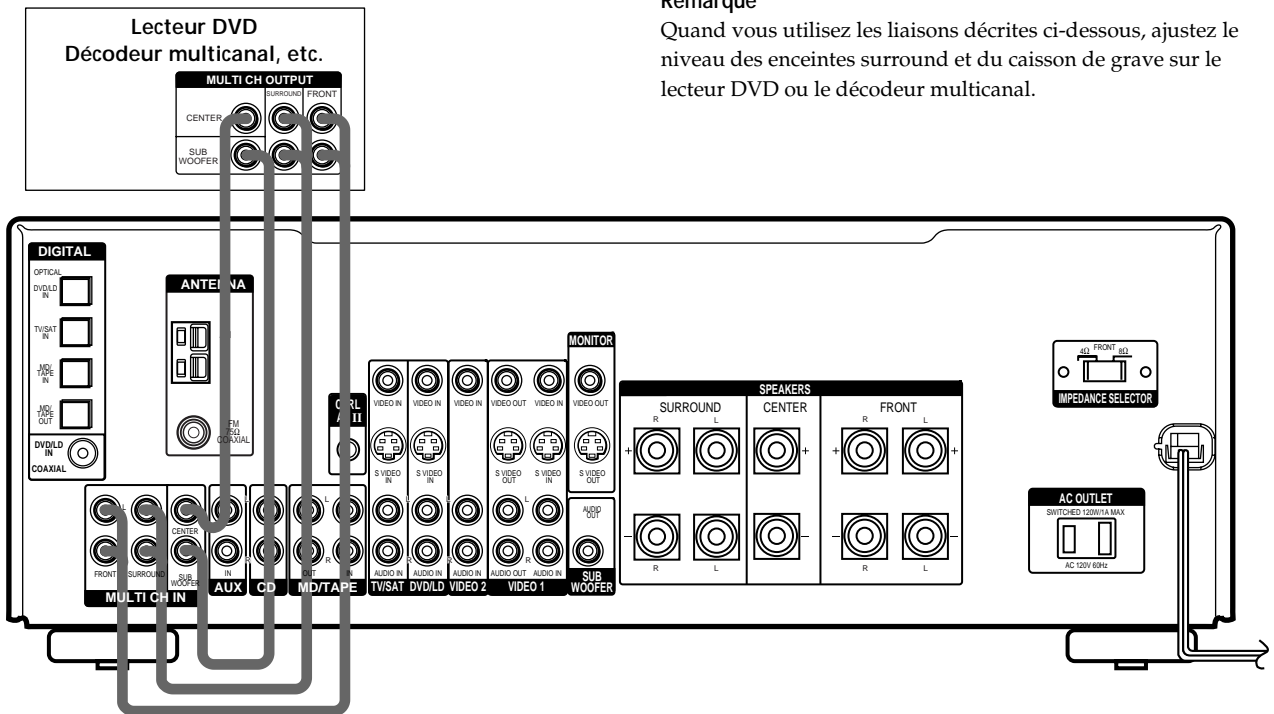 Remarque
Quand vous utilisez les liaisons décrites ci-dessous, ajustez le
niveau des enceintes surround et du caisson de grave sur le
lecteur DVD ou le décodeur multicanal.
Lecteur DVD
Décodeur multicanal, etc.
MULTI CH OUTPUT
SURROUND FRONT
CENTER
SUB
WOOFER
DIGITAL
OPTICAL
DVD/LD
IN
TV/SAT
IN
MD/
TAPE
IN
MD/
TAPE
OUT
DVD/LD
IN
COAXIAL
ANTENNA
FM
75Ω
COAXIAL
MONITOR
VIDEO IN VIDEO IN VIDEO IN VIDEO OUT VIDEO IN VIDEO OUT
S VIDEO
IN
S VIDEO
IN
S VIDEO
OUT
S VIDEO
IN
S VIDEO
OUT
L L L L L L
CENTER
AUDIO
OUT
R R R R R
FRONT SURROUND SUB
WOOFER
IN OUT IN AUDIO IN AUDIO IN AUDIO IN AUDIO OUT AUDIO IN
MULTI CH IN AUX CD MD/TAPE TV/SAT DVD/LD VIDEO 2 VIDEO 1 SUB
WOOFER
SPEAKERS
SURROUND CENTER FRONT
R L R L
+ + + +
– – – –
R L R L
4Ω FRONT 8Ω
IMPEDANCE SELECTOR
AC OUTLET
SWITCHED 120W/1A MAX
AC 120V 60Hz